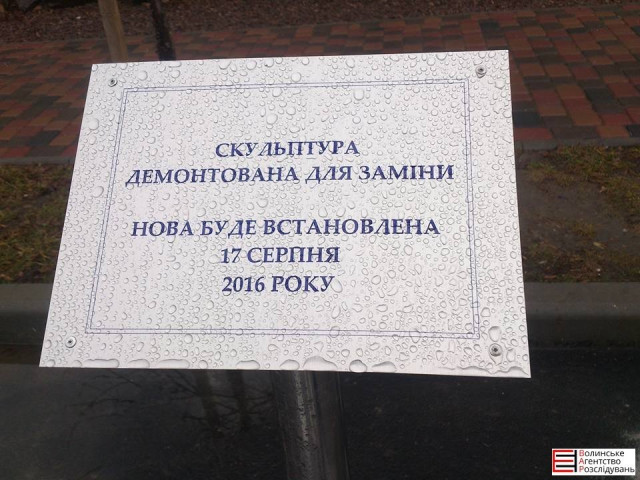 СКУЛЬПТУРА
ДЕМОНТОВАНА ДЛЯ ЗАМІНИ
НОВА БУДЕ ВСТАНОВЛЕНА
17 СЕРПНЯ
2016 РОКУ
Волинське
Агентство
Розслідувань